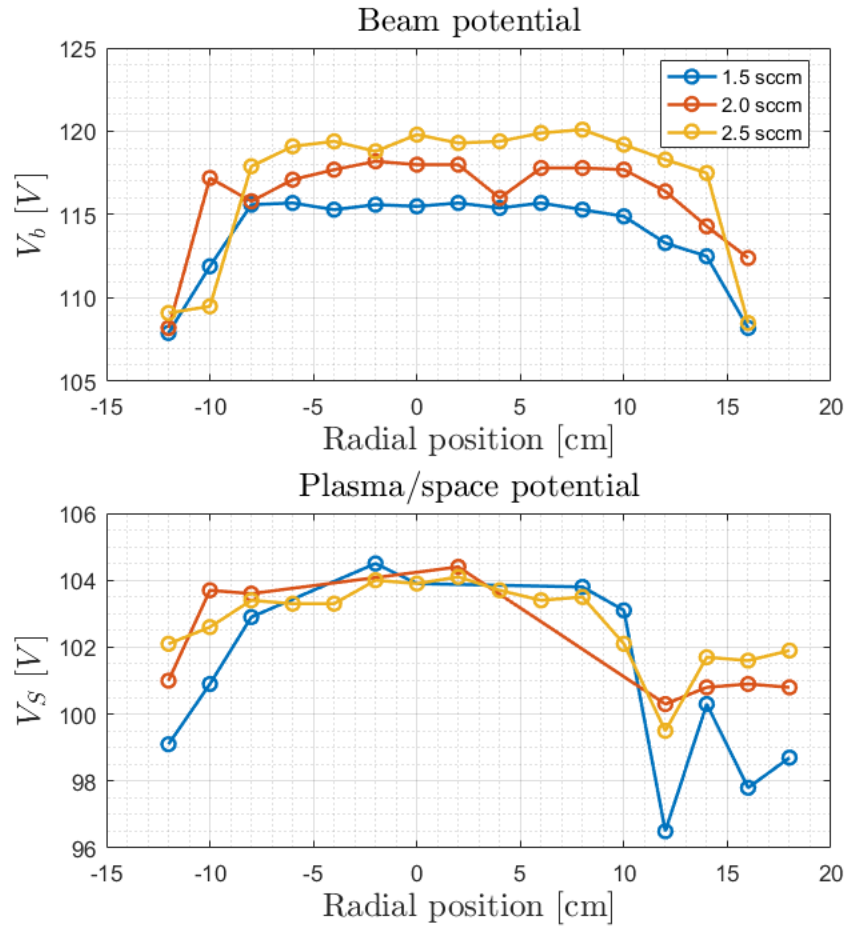 Beam potential
125
120
115
110
105
V_b [V]
1.5 sccm
2.0 sccm
2.5 sccm
-15 -10 -5 0 5 10 15 20
Radial position [cm]
Plasma/space potential
106
104
102
100
98
96
V_S [V]
-15 -10 -5 0 5 10 15 20
Radial position [cm]